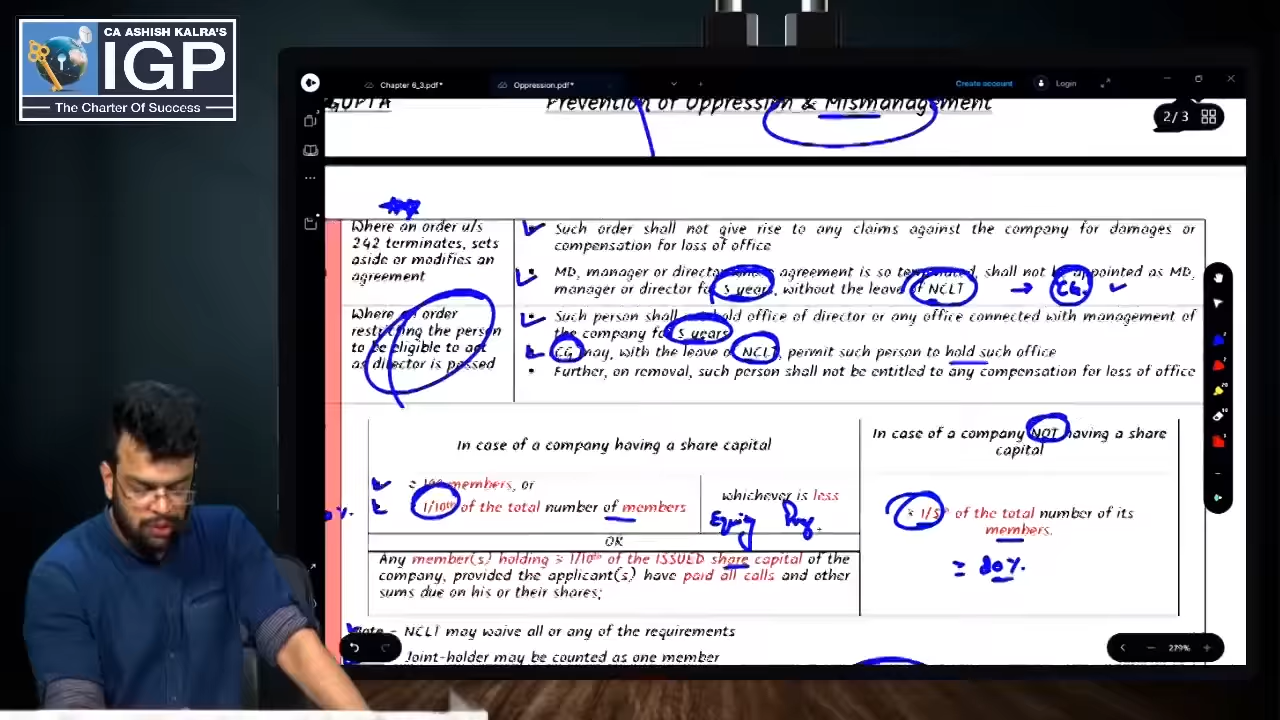 CA ASHISH KALRA'S
IGP
The Charter Of Success
Chapter 6_3.pdf*
Oppression.pdf*
Create account
Login
GUPTA
Prevention of Oppression & Mismanagement
2/3
Where an order u/s
242 terminates, sets
aside or modifies an
agreement
Such order shall not give rise to any claims against the company for damages or
compensation for loss of office
MD, manager or director agreement is so terminated, shall not be appointed as MD,
manager or director for 5 years, without the leave of NCLT → CG.
Where an order
restricting the person
to be eligible to act
as director is passed
Such person shall hold office of director or any office connected with management of
the company for 5 years
CG may, with the leave of NCLT, permit such person to hold such office
Further, on removal, such person shall not be entitled to any compensation for loss of office
In case of a company having a share capital
≥ 100 members, or
1/10th of the total number of members
whichever is less
Equity
OR
Any member(s) holding ≥ 1/10th of the ISSUED share capital of the
company, provided the applicant(s) have paid all calls and other
sums due on his or their shares;
In case of a company NOT having a share
capital
≥ 1/5th of the total number of its
members.
= 20%.
Note - NCLT may waive all or any of the requirements
Joint-holder may be counted as one member
279%